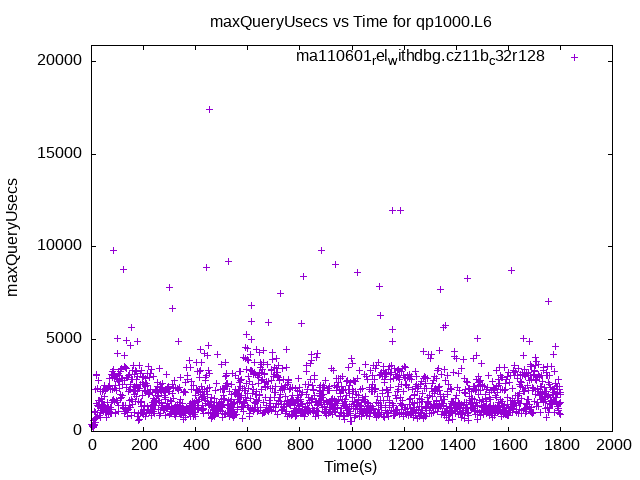 maxQueryUsecs vs Time for qp1000.L6
ma110601relwithdbg.cz11bc32r128
20000
15000
10000
5000
0
maxQueryUsecs
0 200 400 600 800 1000 1200 1400 1600 1800 2000
Time(s)